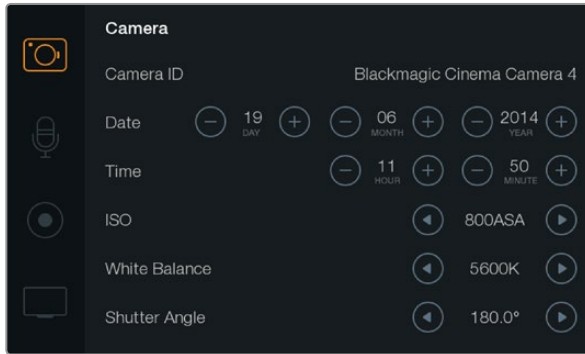 Camera
Camera ID Blackmagic Cinema Camera 4
Date 19 DAY 06 MONTH 2014 YEAR
Time 11 HOUR 50 MINUTE
ISO 800ASA
White Balance 5600K
Shutter Angle 180.0°